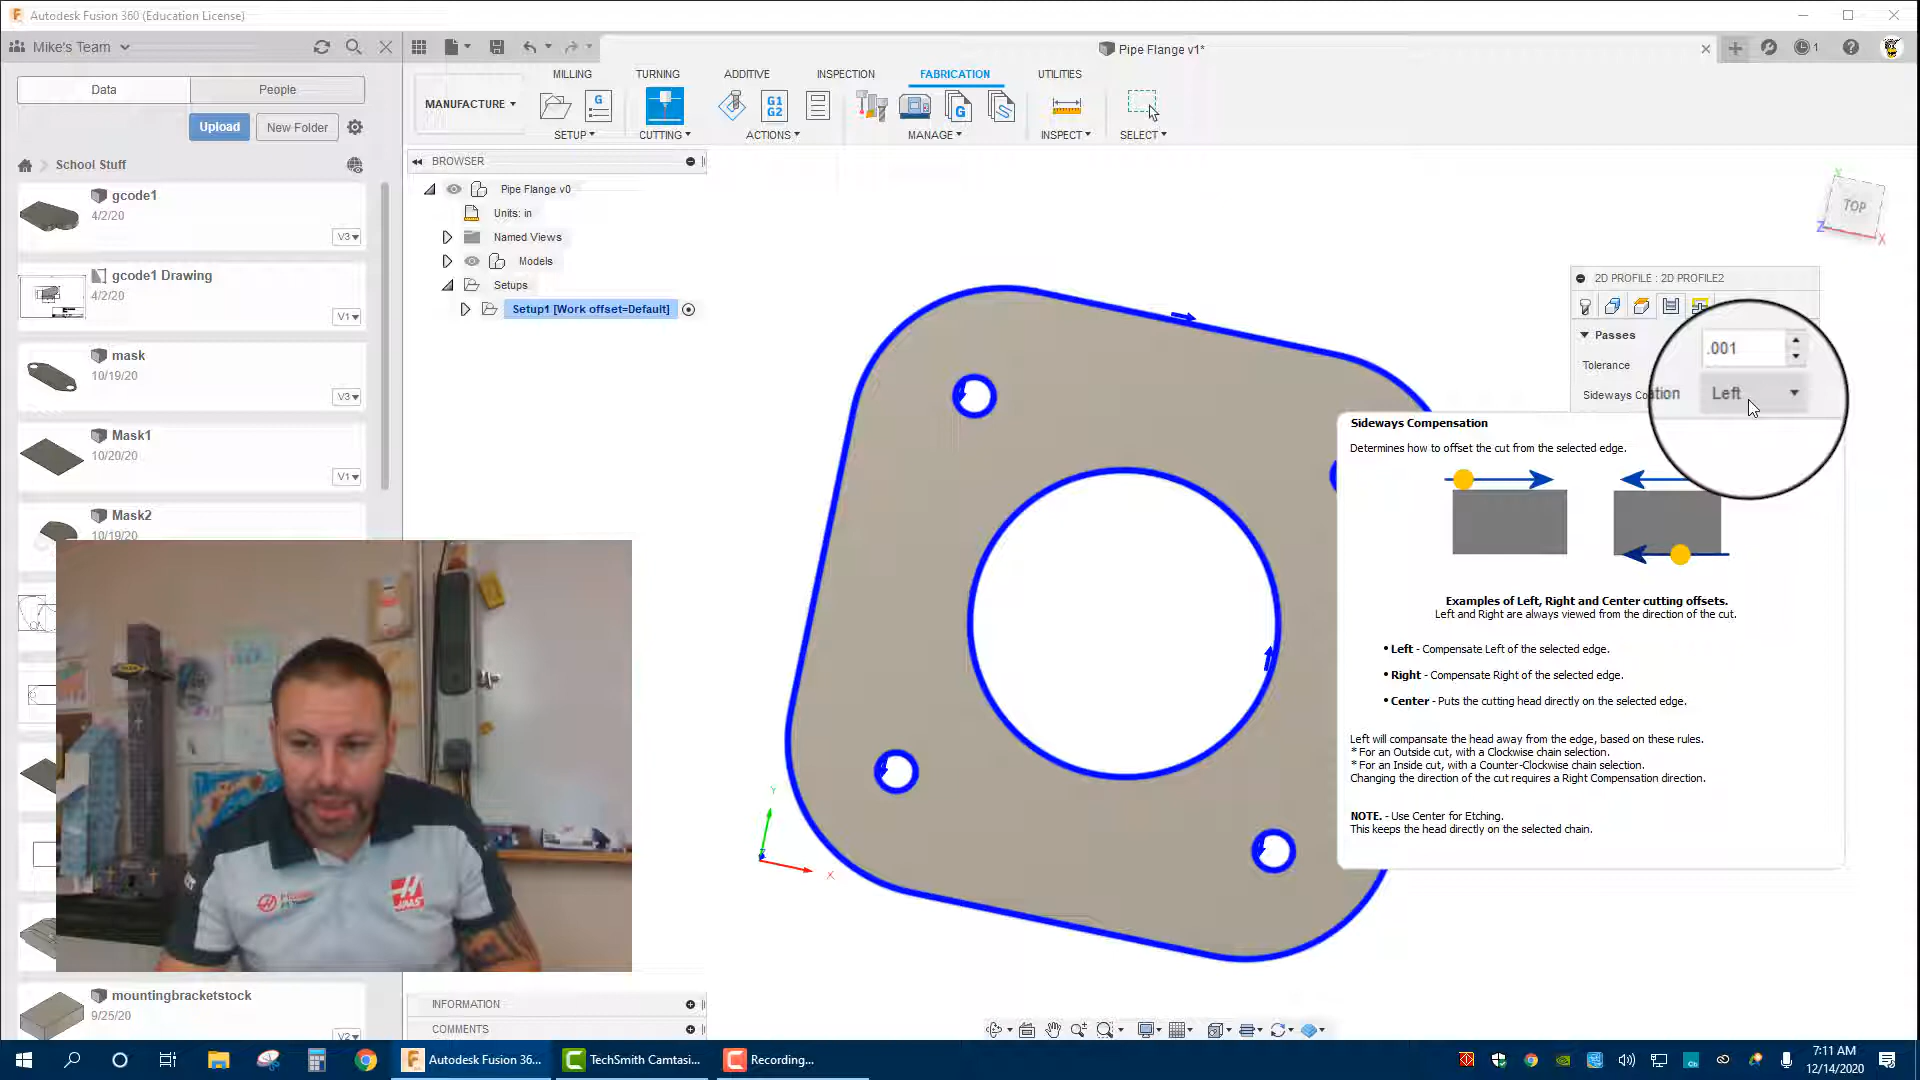 Autodesk Fusion 360 (Education License)
Mike's Team
Pipe Flange v1*
1
Data
People
Upload
New Folder
School Stuff
gcode1
4/2/20
V3
gcode1 Drawing
4/2/20
V1
mask
10/19/20
V3
Mask1
10/20/20
V1
Mask2
10/19/20
mountingbracketstock
9/25/20
V2
MILLING
TURNING
ADDITIVE
INSPECTION
FABRICATION
UTILITIES
MANUFACTURE
G
G1
G2
G
SETUP
CUTTING
ACTIONS
MANAGE
INSPECT
SELECT
BROWSER
Pipe Flange v0
Units: in
Named Views
Models
Setups
Setup1 [Work offset=Default]
TOP
Y
Z
X
2D PROFILE : 2D PROFILE2
Passes
Tolerance
.001
Sideways Co
ation
Left
Sideways Compensation
Determines how to offset the cut from the selected edge.
Examples of Left, Right and Center cutting offsets.
Left and Right are always viewed from the direction of the cut.
• Left - Compensate Left of the selected edge.
• Right - Compensate Right of the selected edge.
• Center - Puts the cutting head directly on the selected edge.
Left will compansate the head away from the edge, based on these rules.
* For an Outside cut, with a Clockwise chain selection.
* For an Inside cut, with a Counter-Clockwise chain selection.
Changing the direction of the cut requires a Right Compensation direction.
NOTE. - Use Center for Etching.
This keeps the head directly on the selected chain.
Y
Z
X
HAAS
INFORMATION
COMMENTS
Autodesk Fusion 36...
TechSmith Camtasi...
Recording...
7:11 AM
12/14/2020